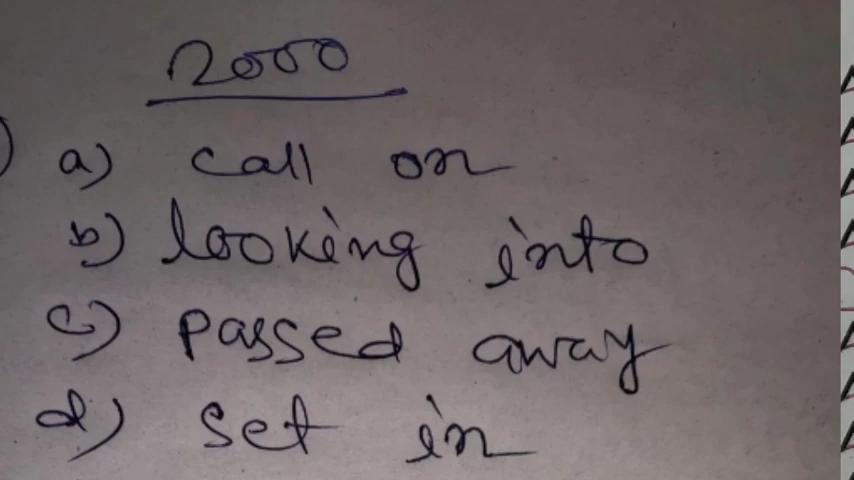 2000
) a) call on
b) looking into
c) passed away
d) set in